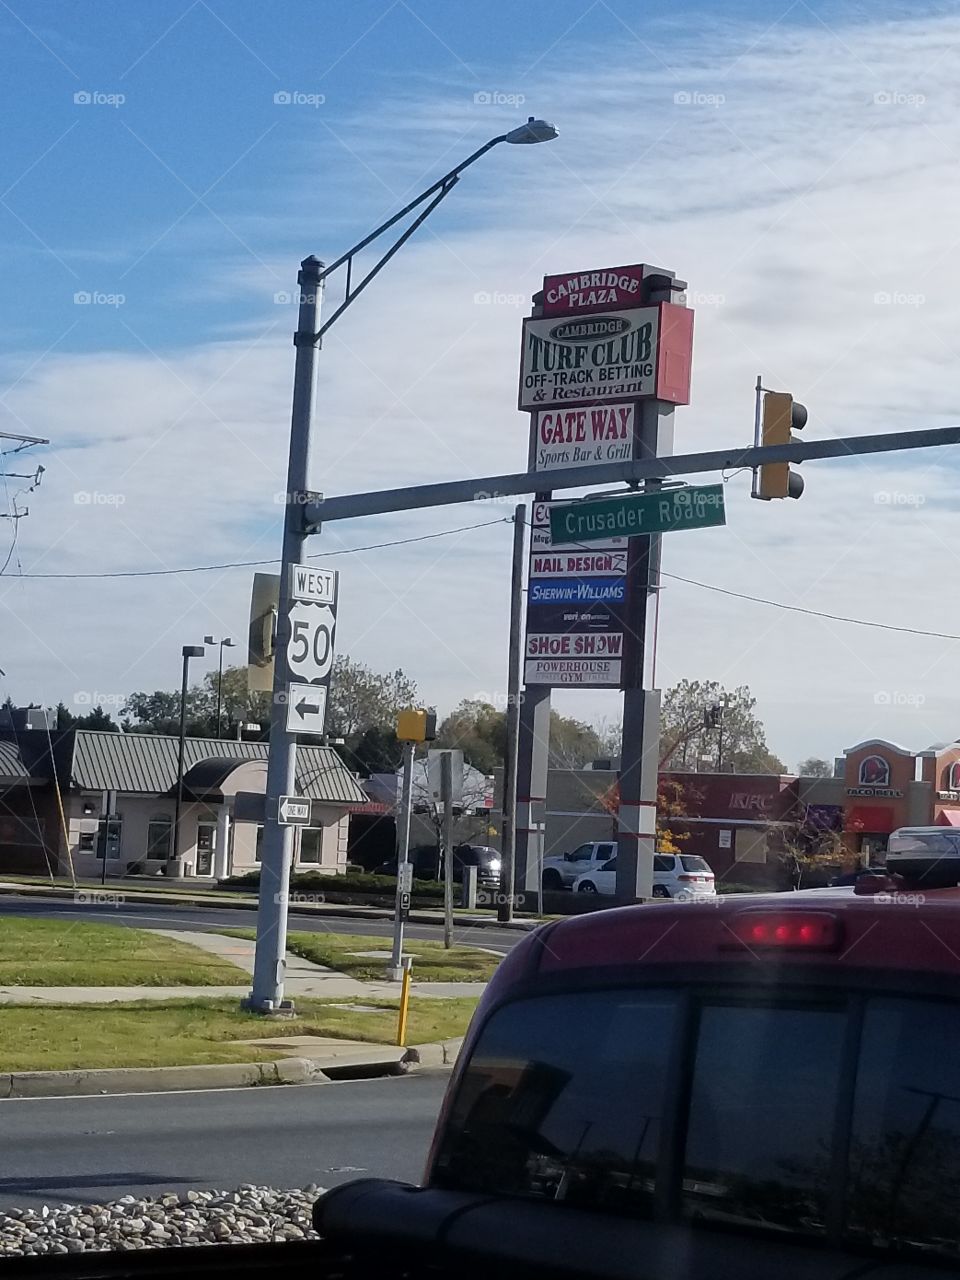 CAMBRIDGE
PLAZA
CAMBRIDGE
TURF CLUB
OFF-TRACK BETTING
& Restaurant
GATE WAY
Sports Bar & Grill
Crusader Road
NAIL DESIGNZ
SHERWIN-WILLIAMS
verizon
SHOE SHOW
POWERHOUSE
GYM
WEST
50
ONE WAY
KFC
TACO BELL
foap